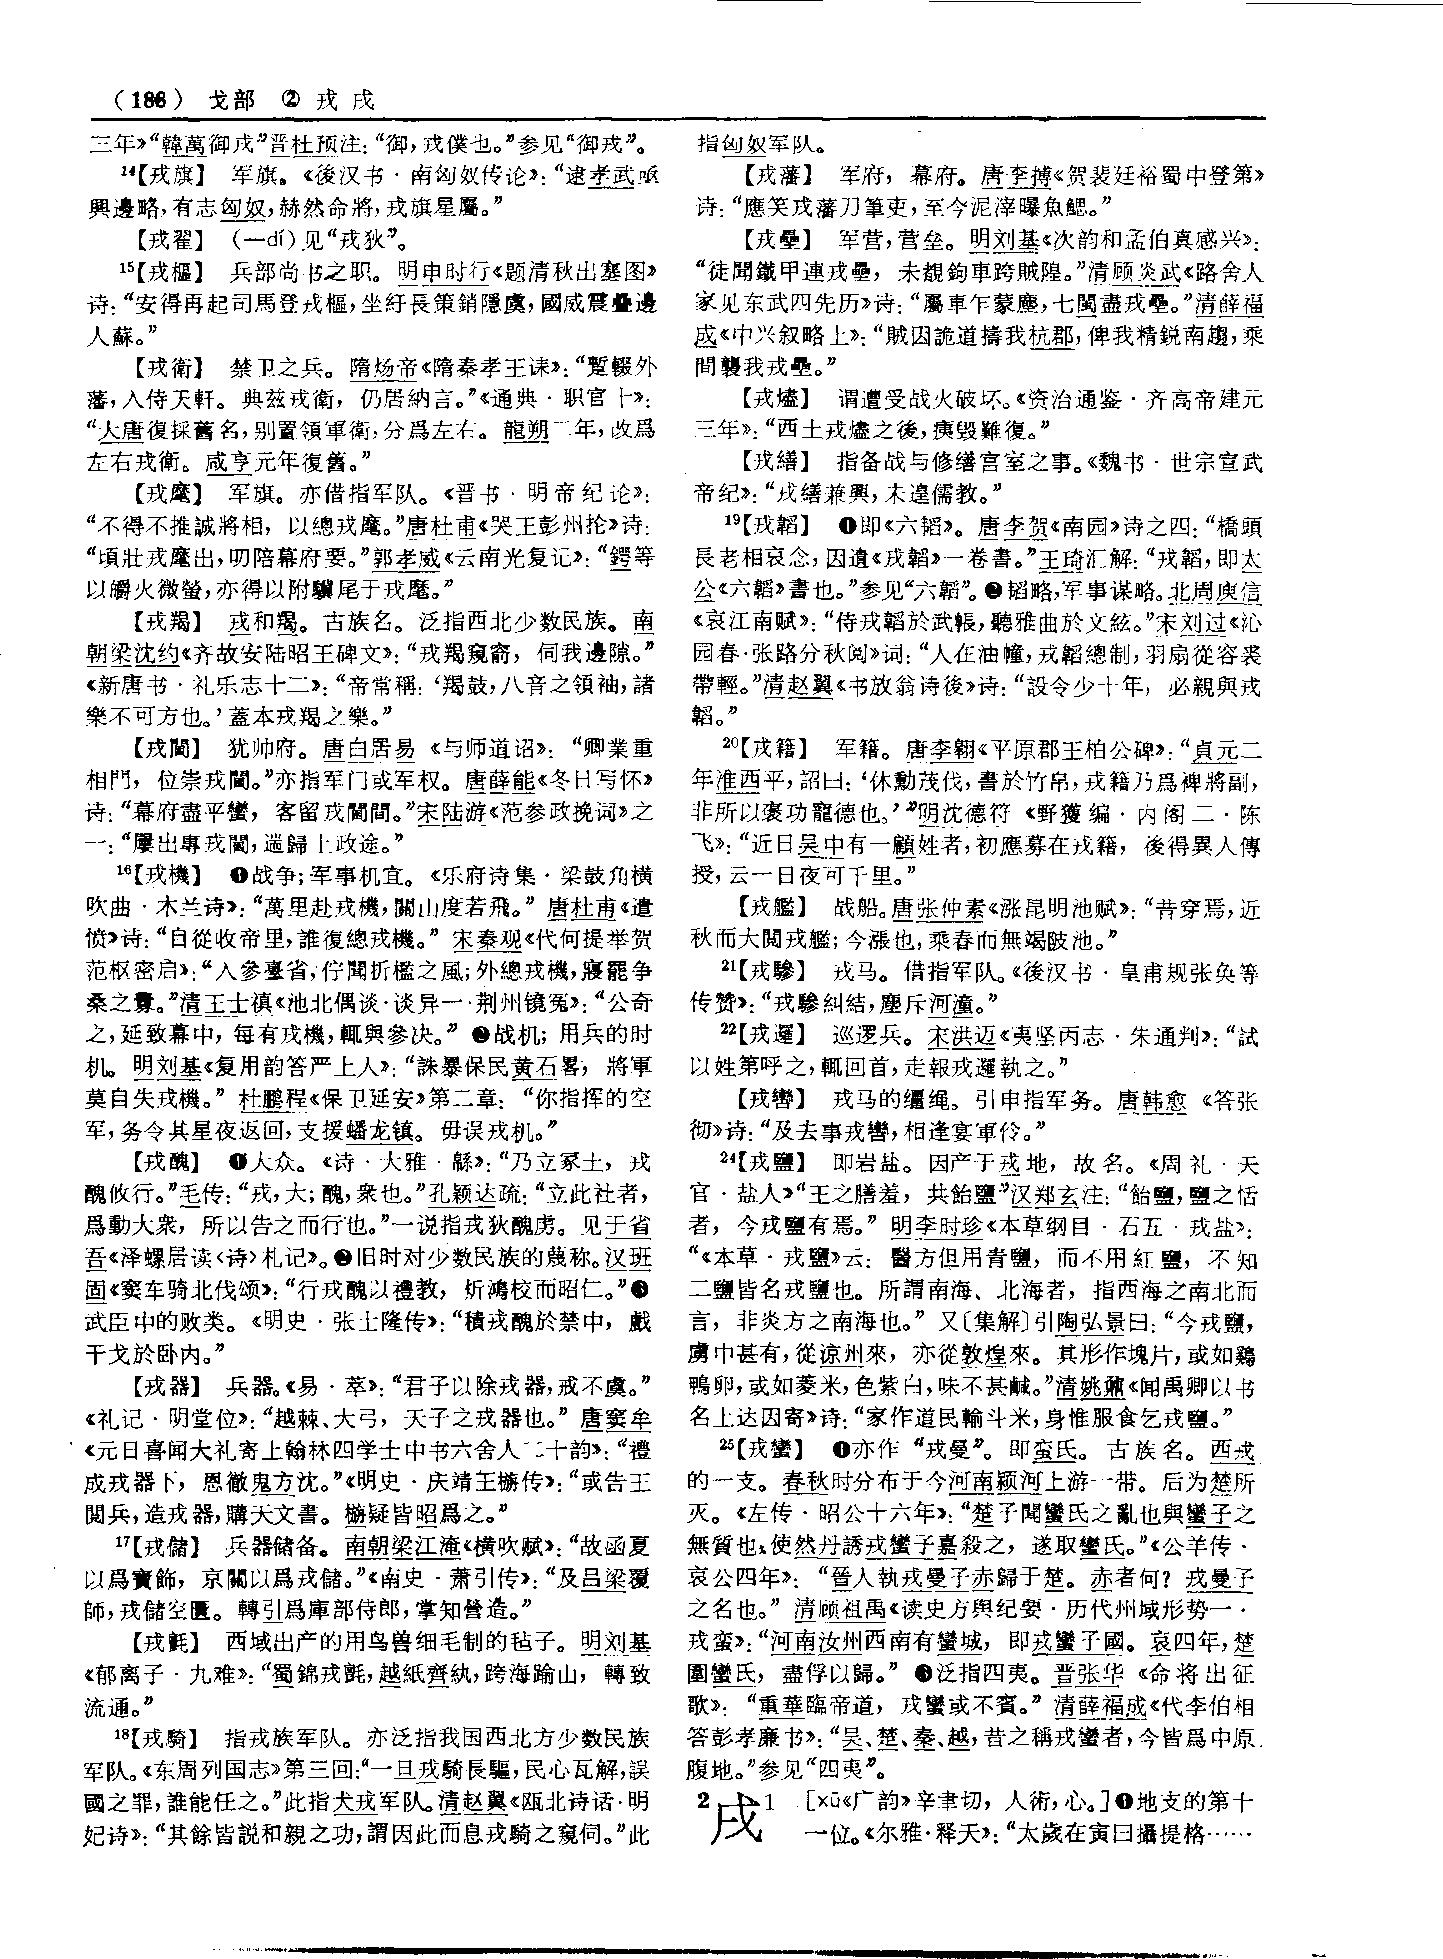 （188） 戈部 ② 戎 戌
三年》“韓萬御戎”晋杜预注：“御，戎僕也。”参见“御戎”。
14【戎旗】 军旗。《後汉书·南匈奴传论》：“逮孝武亟
興邊略，有志匈奴，赫然命將，戎旗星屬。”
【戎翟】 （—dí）见“戎狄”。
15【戎樞】 兵部尚书之职。明申时行《题清秋出塞图》
诗：“安得再起司馬登戎樞，坐紆長策銷隱虞，國威震疊邊
人蘇。”
【戎衛】 禁卫之兵。隋炀帝《隋秦孝王诔》：“蹔輟外
藩，入侍天軒。典兹戎衛，仍居納言。”《通典·职官十》：
“大唐復採舊名，别置領軍衛，分爲左右。龍朔二年，改爲
左右戎衛。咸亨元年復舊。”
【戎麾】 军旗。亦借指军队。《晋书·明帝纪论》：
“不得不推誠將相，以總戎麾。”唐杜甫《哭王彭州抡》诗：
“頃壯戎麾出，叨陪幕府要。”郭孝威《云南光复记》：“鍔等
以爝火微螢，亦得以附驥尾于戎麾。”
【戎羯】 戎和羯。古族名。泛指西北少数民族。南
朝梁沈约《齐故安陆昭王碑文》：“戎羯窺窬，伺我邊隙。”
《新唐书·礼乐志十二》：“帝常稱：‘羯鼓，八音之領袖，諸
樂不可方也。’蓋本戎羯之樂。”
【戎閫】 犹帅府。唐白居易《与师道诏》：“卿業重
相門，位崇戎閫。”亦指军门或军权。唐薛能《冬日写怀》
诗：“幕府盡平蠻，客留戎閫間。”宋陆游《范参政挽词》之
一：“屢出專戎閫，遄歸上政途。”
16【戎機】 ❶战争；军事机宜。《乐府诗集·梁鼓角横
吹曲·木兰诗》：“萬里赴戎機，關山度若飛。”唐杜甫《遣
愤》诗：“自從收帝里，誰復總戎機。”宋秦观《代何提举贺
范枢密启》：“入參臺省，佇聞折檻之風；外總戎機，寢罷争
桑之釁。”清王士禛《池北偶谈·谈异一·荆州镜冤》：“公奇
之，延致幕中，每有戎機，輒與參决。”❷战机；用兵的时
机。明刘基《复用韵答严上人》：“誅暴保民黄石畧，將軍
莫自失戎機。”杜鹏程《保卫延安》第二章：“你指挥的空
军，务令其星夜返回，支援蟠龙镇。毋误戎机。”
【戎醜】 ❶大众。《诗·大雅·緜》：“乃立冢土，戎
醜攸行。”毛传：“戎，大；醜，衆也。”孔颖达疏：“立此社者，
爲動大衆，所以告之而行也。”一说指戎狄醜虏。见于省
吾《泽螺居读〈诗〉札记》。❷旧时对少数民族的蔑称。汉班
固《窦车骑北伐颂》：“行戎醜以禮教，炘鴻校而昭仁。”❸
武臣中的败类。《明史·张士隆传》：“積戎醜於禁中，戲
干戈於卧内。”
【戎器】 兵器。《易·萃》：“君子以除戎器，戒不虞。”
《礼记·明堂位》：“越棘、大弓，天子之戎器也。”唐窦牟
《元日喜闻大礼寄上翰林四学士中书六舍人二十韵》：“禮
成戎器下，恩徹鬼方沈。”《明史·庆靖王㮵传》：“或告王
閲兵，造戎器，購天文書。㮵疑皆昭爲之。”
17【戎儲】 兵器储备。南朝梁江淹《横吹赋》：“故函夏
以爲寶飾，京關以爲戎儲。”《南史·萧引传》：“及吕梁覆
師，戎儲空匱。轉引爲庫部侍郎，掌知營造。”
【戎毾】 西域出产的用鸟兽细毛制的毡子。明刘基
《郁离子·九难》：“蜀錦戎毾，越紙齊紈，跨海踰山，轉致
流通。”
18【戎騎】 指戎族军队。亦泛指我国西北方少数民族
军队。《东周列国志》第三回：“一旦戎騎長驅，民心瓦解，誤
國之罪，誰能任之。”此指犬戎军队。清赵翼《瓯北诗话·明
妃诗》：“其餘皆説和親之功，謂因此而息戎騎之窺伺。”此
指匈奴军队。
【戎藩】 军府，幕府。唐李搏《贺裴廷裕蜀中登第》
诗：“應笑戎藩刀筆吏，至今泥滓曝魚鰓。”
【戎壘】 军营，营垒。明刘基《次韵和孟伯真感兴》：
“徒聞鐵甲連戎壘，未覩鉤車跨賊隍。”清顾炎武《路舍人
家见东武四先历》诗：“屬車乍蒙塵，七閩盡戎壘。”清薛福
成《中兴叙略上》：“賊因詭道擣我杭郡，俾我精鋭南趨，乘
間襲我戎壘。”
【戎燼】 谓遭受战火破坏。《资治通鉴·齐高帝建元
三年》：“西土戎燼之後，痍毁難復。”
【戎繕】 指备战与修缮宫室之事。《魏书·世宗宣武
帝纪》：“戎繕兼興，未遑儒教。”
19【戎韜】 ❶即《六韬》。唐李贺《南园》诗之四：“橋頭
長老相哀念，因遺《戎韜》一卷書。”王琦汇解：“戎韜，即太
公《六韜》書也。”参见“六韬”。❷韬略，军事谋略。北周庾信
《哀江南赋》：“侍戎韜於武帳，聽雅曲於文絃。”宋刘过《沁
园春·张路分秋阅》词：“人在油幢，戎韜總制，羽扇從容裘
帶輕。”清赵翼《书放翁诗後》诗：“設令少十年，必親與戎
韜。”
20【戎籍】 军籍。唐李翱《平原郡王柏公碑》：“貞元二
年淮西平，詔曰：‘休勳茂伐，書於竹帛，戎籍乃爲裨將副，
非所以褒功寵德也。’”明沈德符《野獲编·内阁二·陈
飞》：“近日吴中有一顧姓者，初應募在戎籍，後得異人傳
授，云一日夜可千里。”
【戎艦】 战船。唐张仲素《涨昆明池赋》：“昔穿焉，近
秋而大閲戎艦；今漲也，乘春而無竭陂池。”
21【戎驂】 戎马。借指军队。《後汉书·皇甫规张奂等
传赞》：“戎驂糾結，塵斥河潼。”
22【戎邏】 巡逻兵。宋洪迈《夷坚丙志·朱通判》：“試
以姓第呼之，輒回首，走報戎邏執之。”
【戎轡】 戎马的缰绳。引申指军务。唐韩愈《答张
彻》诗：“及去事戎轡，相逢宴軍伶。”
24【戎鹽】 即岩盐。因产于戎地，故名。《周礼·天
官·盐人》“王之膳羞，共飴鹽”汉郑玄注：“飴鹽，鹽之恬
者，今戎鹽有焉。”明李时珍《本草纲目·石五·戎盐》：
“《本草·戎鹽》云：醫方但用青鹽，而不用紅鹽，不知
二鹽皆名戎鹽也。所謂南海、北海者，指西海之南北而
言，非炎方之南海也。”又〔集解〕引陶弘景曰：“今戎鹽，
虜中甚有，從凉州來，亦從敦煌來。其形作塊片，或如鷄
鴨卵，或如菱米，色紫白，味不甚鹹。”清姚鼐《闻禹卿以书
名上达因寄》诗：“家作道民輸斗米，身惟服食乞戎鹽。”
25【戎蠻】 ❶亦作“戎曼”。即蛮氏。古族名。西戎
的一支。春秋时分布于今河南颍河上游一带。后为楚所
灭。《左传·昭公十六年》：“楚子聞蠻氏之亂也與蠻子之
無質也，使然丹誘戎蠻子嘉殺之，遂取蠻氏。”《公羊传·
哀公四年》：“晉人執戎曼子赤歸于楚。赤者何？戎曼子
之名也。”清顾祖禹《读史方舆纪要·历代州域形势一·
戎蛮》：“河南汝州西南有蠻城，即戎蠻子國。哀四年，楚
圍蠻氏，盡俘以歸。”❷泛指四夷。晋张华《命将出征
歌》：“重華臨帝道，戎蠻或不賓。”清薛福成《代李伯相
答彭孝廉书》：“吴、楚、秦、越，昔之稱戎蠻者，今皆爲中原
腹地。”参见“四夷”。
2 戌1 ［xū《广韵》辛聿切，入術，心。］❶地支的第十
一位。《尔雅·释天》：“太歲在寅曰攝提格……